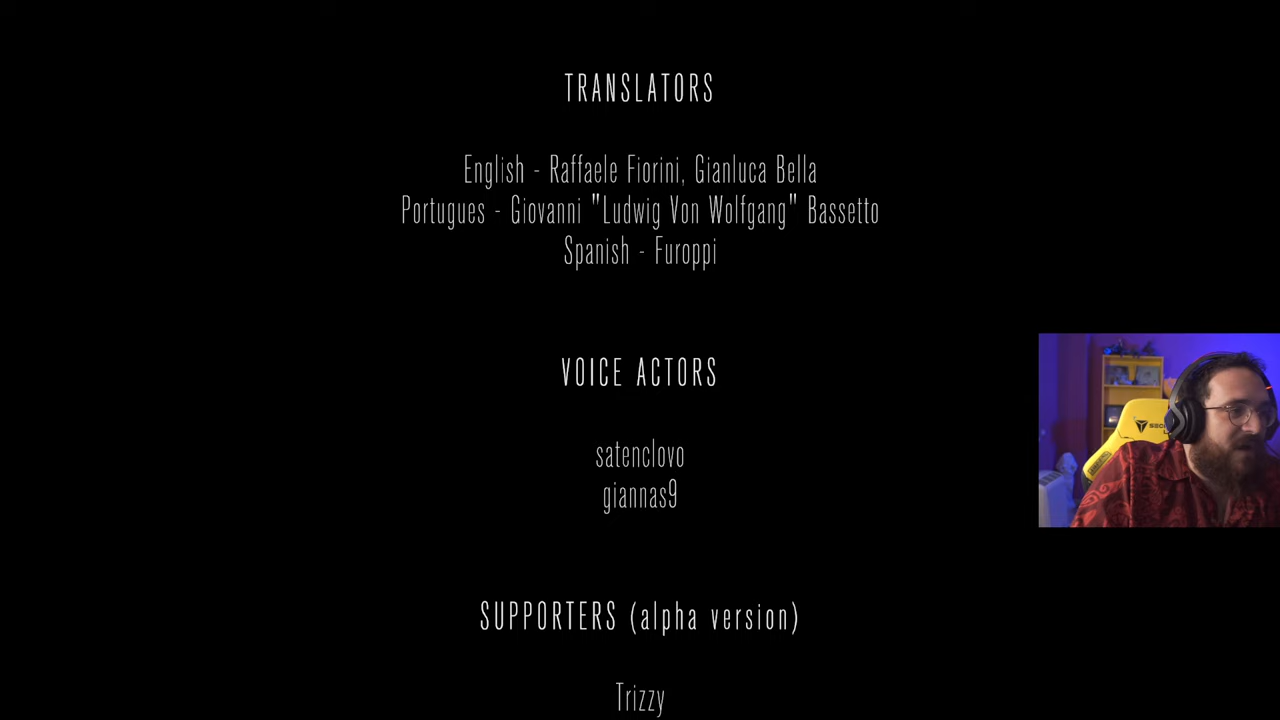 TRANSLATORS
English - Raffaele Fiorini, Gianluca Bella
Portugues - Giovanni "Ludwig Von Wolfgang" Bassetto
Spanish - Furoppi
VOICE ACTORS
satenclovo
giannas9
SUPPORTERS (alpha version)
Trizzy